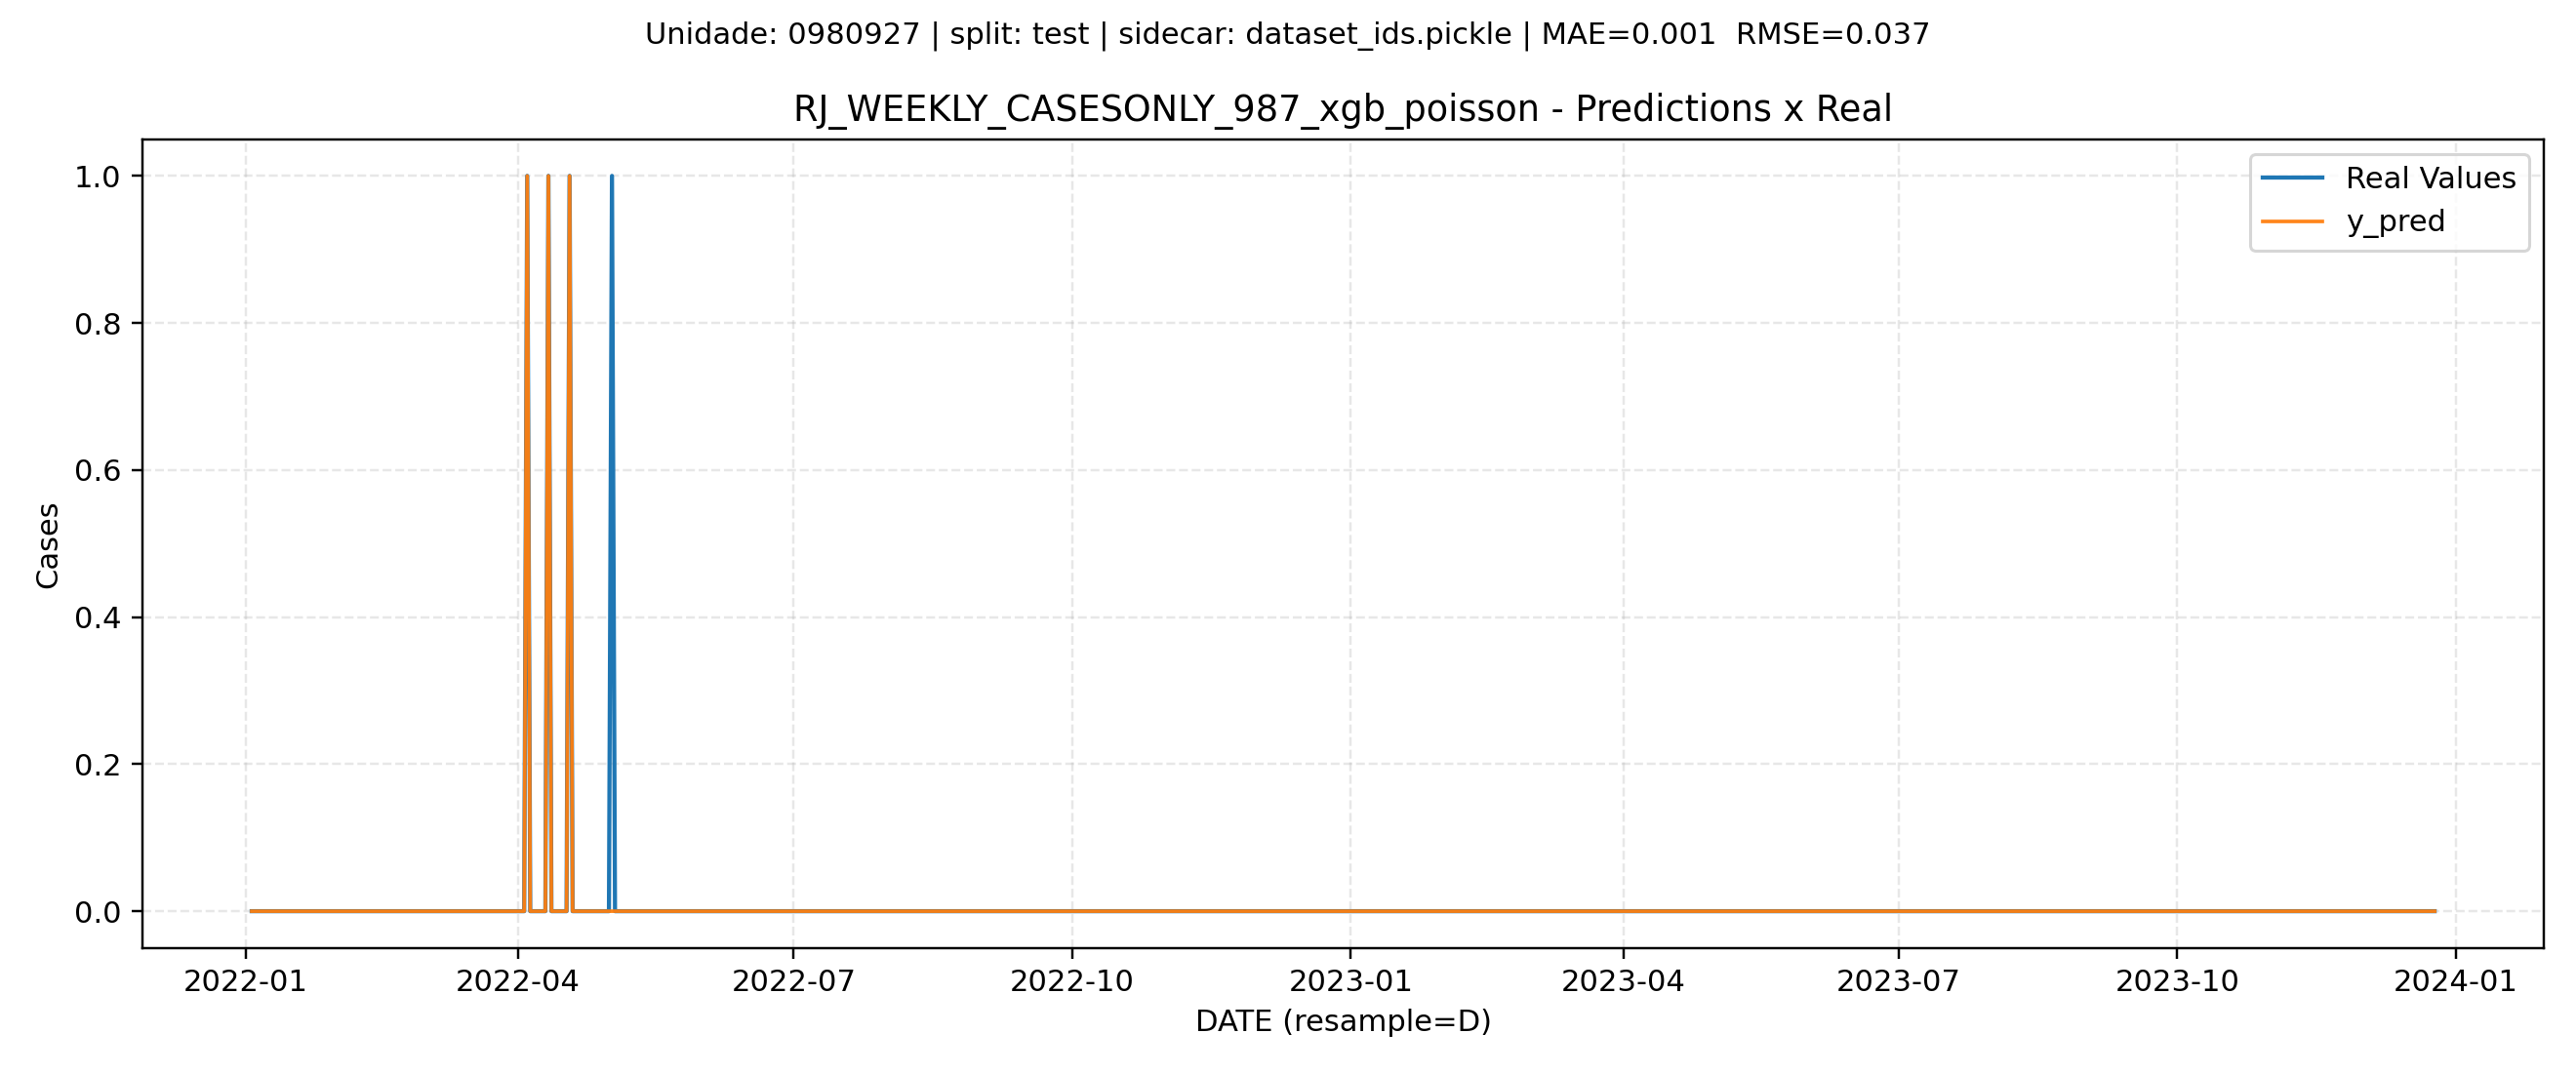 Unidade: 0980927 | split: test | sidecar: dataset_ids.pickle | MAE=0.001  RMSE=0.037
RJ_WEEKLY_CASESONLY_987_xgb_poisson - Predictions x Real
Real Values
y_pred
1.0
0.8
0.6
0.4
0.2
0.0
Cases
2022-01 2022-04 2022-07 2022-10 2023-01 2023-04 2023-07 2023-10 2024-01
DATE (resample=D)